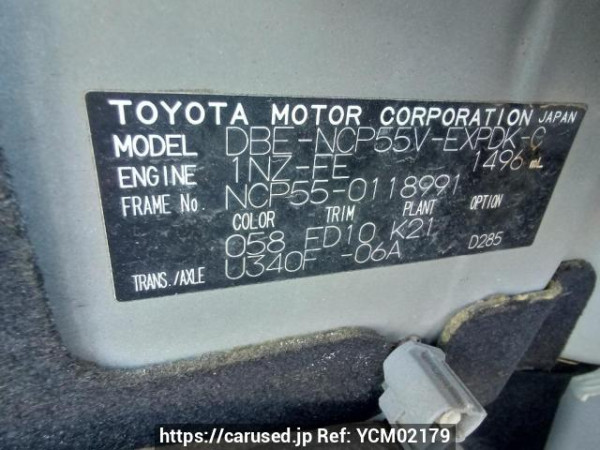 TOYOTA MOTOR CORPORATION JAPAN
MODEL DBE-NCP55V-EXPDK-G
ENGINE 1NZ-FE 1496 mL
FRAME No NCP55-0118991
COLOR TRIM PLANT OPTION
058 FD10 K21 D285
TRANS./AXLE U340F -06A
https://carused.jp Ref: YCM02179